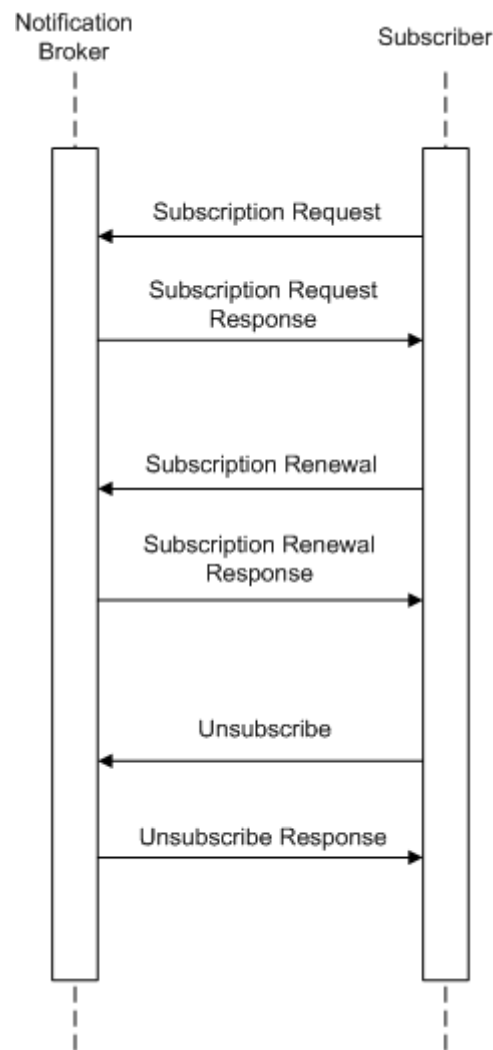 Notification
Broker
Subscriber
Subscription Request
Subscription Request
Response
Subscription Renewal
Subscription Renewal
Response
Unsubscribe
Unsubscribe Response